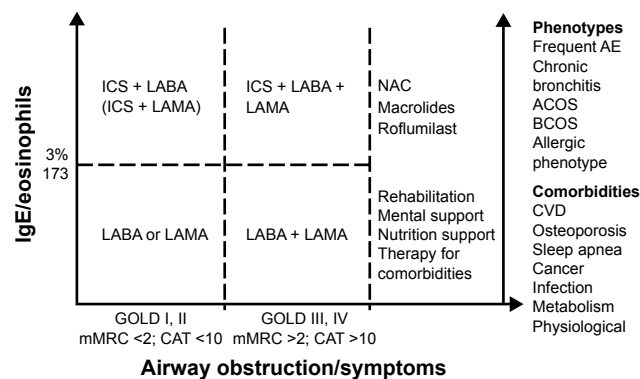 IgE/eosinophils
3%
173
ICS + LABA
(ICS + LAMA)
ICS + LABA +
LAMA
NAC
Macrolides
Roflumilast
LABA or LAMA
LABA + LAMA
Rehabilitation
Mental support
Nutrition support
Therapy for
comorbidities
GOLD I, II
mMRC <2; CAT <10
GOLD III, IV
mMRC >2; CAT >10
Airway obstruction/symptoms
Phenotypes
Frequent AE
Chronic
bronchitis
ACOS
BCOS
Allergic
phenotype
Comorbidities
CVD
Osteoporosis
Sleep apnea
Cancer
Infection
Metabolism
Physiological